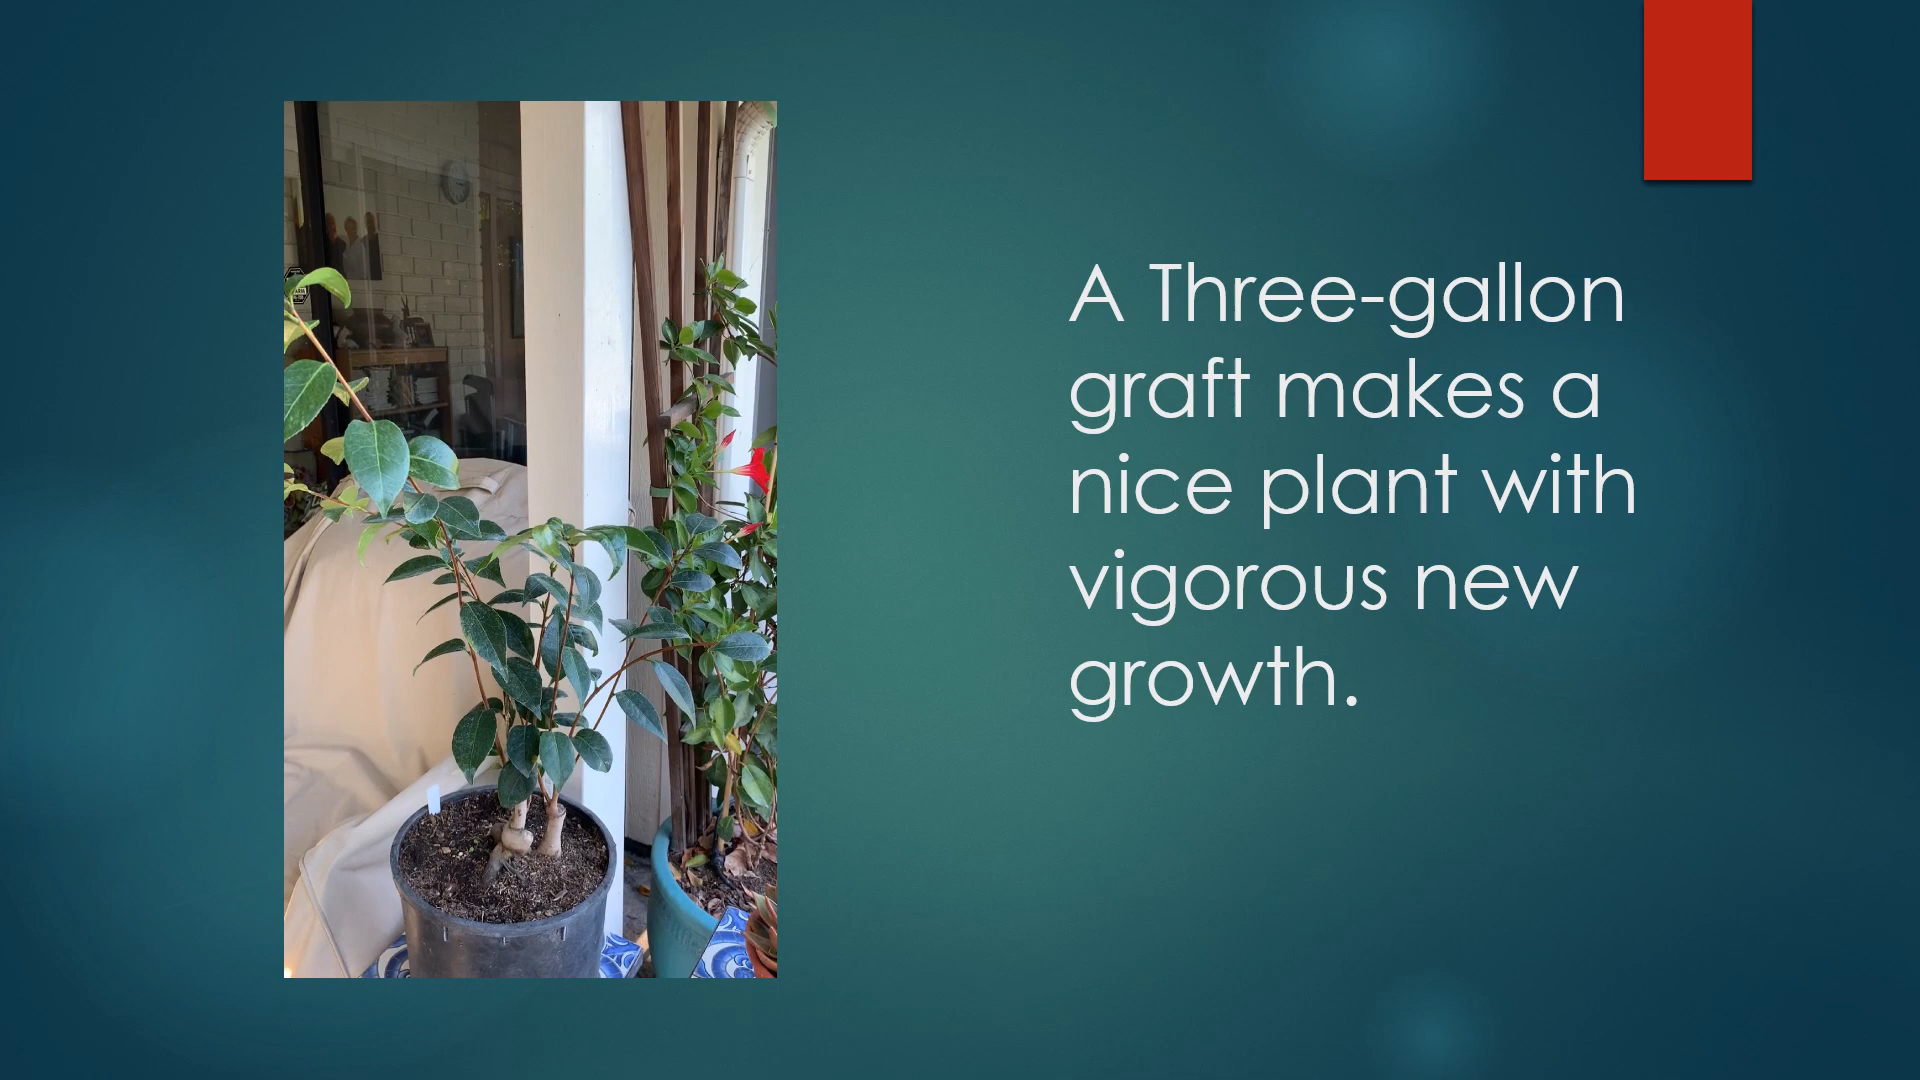 A Three-gallon
graft makes a
nice plant with
vigorous new
growth.